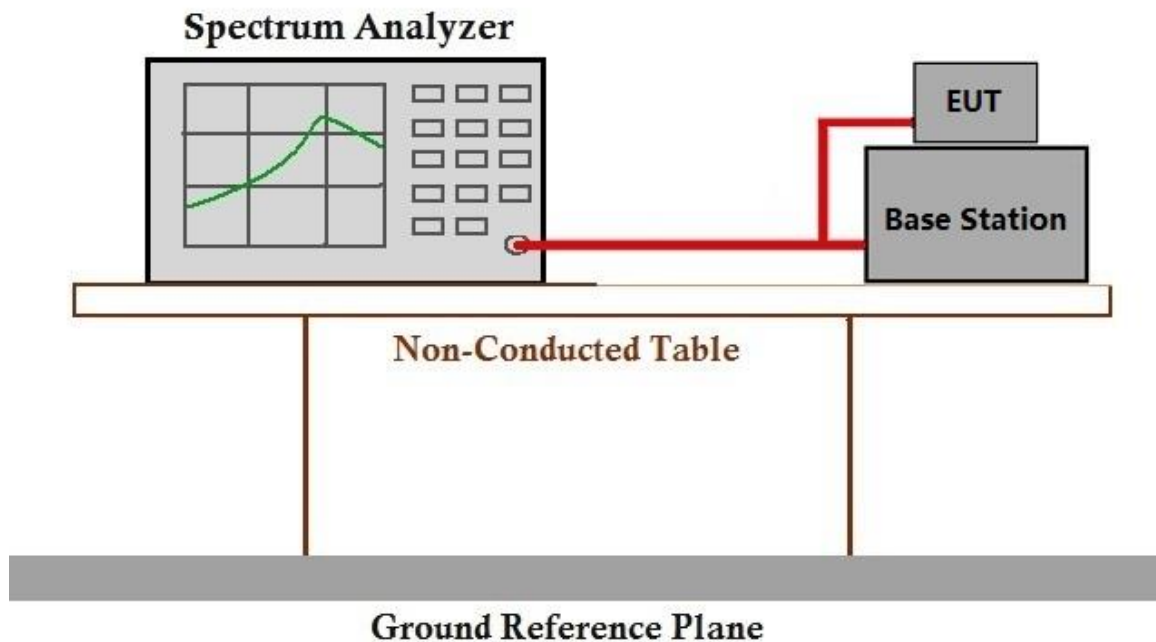 Spectrum Analyzer
EUT
Base Station
Non-Conducted Table
Ground Reference Plane